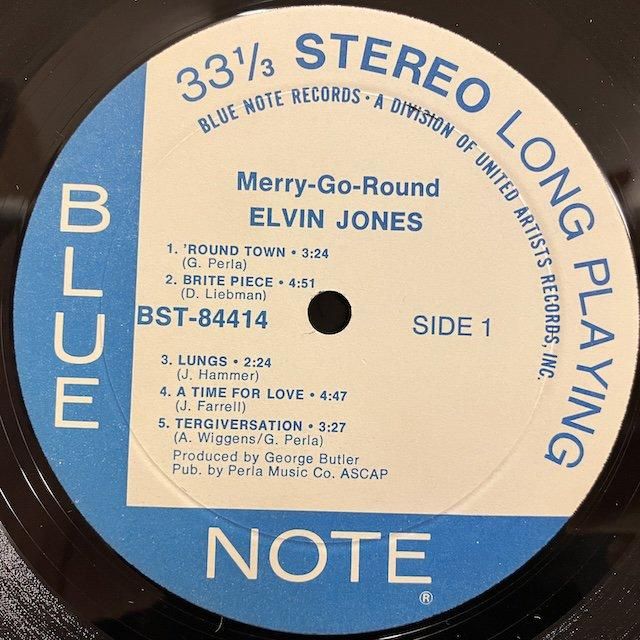 33⅓ STEREO LONG PLAYING
BLUE NOTE RECORDS • A DIVISION OF UNITED ARTISTS RECORDS, INC.
Merry-Go-Round
ELVIN JONES
1. 'ROUND TOWN • 3:24
(G. Perla)
2. BRITE PIECE • 4:51
(D. Liebman)
BST-84414
SIDE 1
3. LUNGS • 2:24
(J. Hammer)
4. A TIME FOR LOVE • 4:47
(J. Farrell)
5. TERGIVERSATION • 3:27
(A. Wiggens/G. Perla)
Produced by George Butler
Pub. by Perla Music Co. ASCAP
BLUE
NOTE®